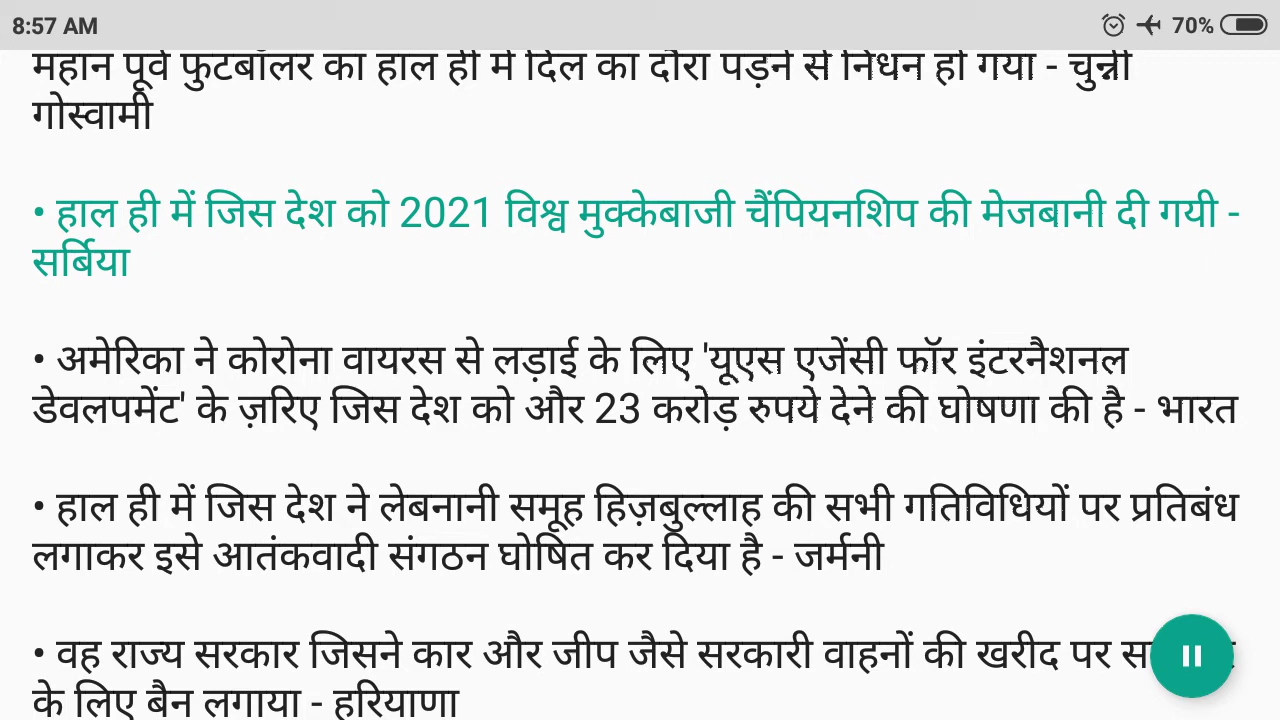 8:57 AM
70%
महान पूर्व फुटबॉलर का हाल ही में दिल का दौरा पड़ने से निधन हो गया - चुन्नी
गोस्वामी
• हाल ही में जिस देश को 2021 विश्व मुक्केबाजी चैंपियनशिप की मेजबानी दी गयी -
सर्बिया
• अमेरिका ने कोरोना वायरस से लड़ाई के लिए 'यूएस एजेंसी फॉर इंटरनैशनल
डेवलपमेंट' के ज़रिए जिस देश को और 23 करोड़ रुपये देने की घोषणा की है - भारत
• हाल ही में जिस देश ने लेबनानी समूह हिज़बुल्लाह की सभी गतिविधियों पर प्रतिबंध
लगाकर इसे आतंकवादी संगठन घोषित कर दिया है - जर्मनी
• वह राज्य सरकार जिसने कार और जीप जैसे सरकारी वाहनों की खरीद पर
के लिए बैन लगाया - हरियाणा